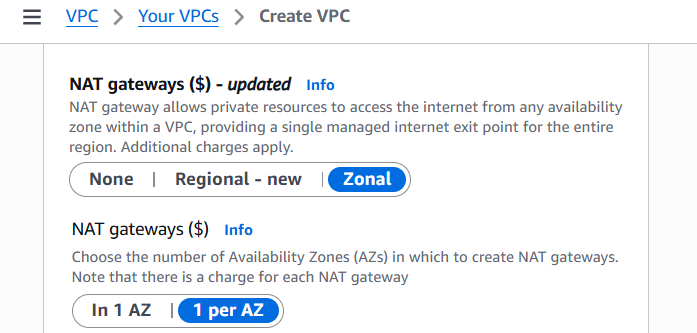 VPC > Your VPCs > Create VPC
NAT gateways ($) - updated Info
NAT gateway allows private resources to access the internet from any availability
zone within a VPC, providing a single managed internet exit point for the entire
region. Additional charges apply.
None | Regional - new | Zonal
NAT gateways ($) Info
Choose the number of Availability Zones (AZs) in which to create NAT gateways.
Note that there is a charge for each NAT gateway
In 1 AZ | 1 per AZ